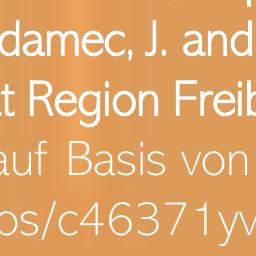 damec, J. and
t Region Freib
auf Basis von
os/c46371yv